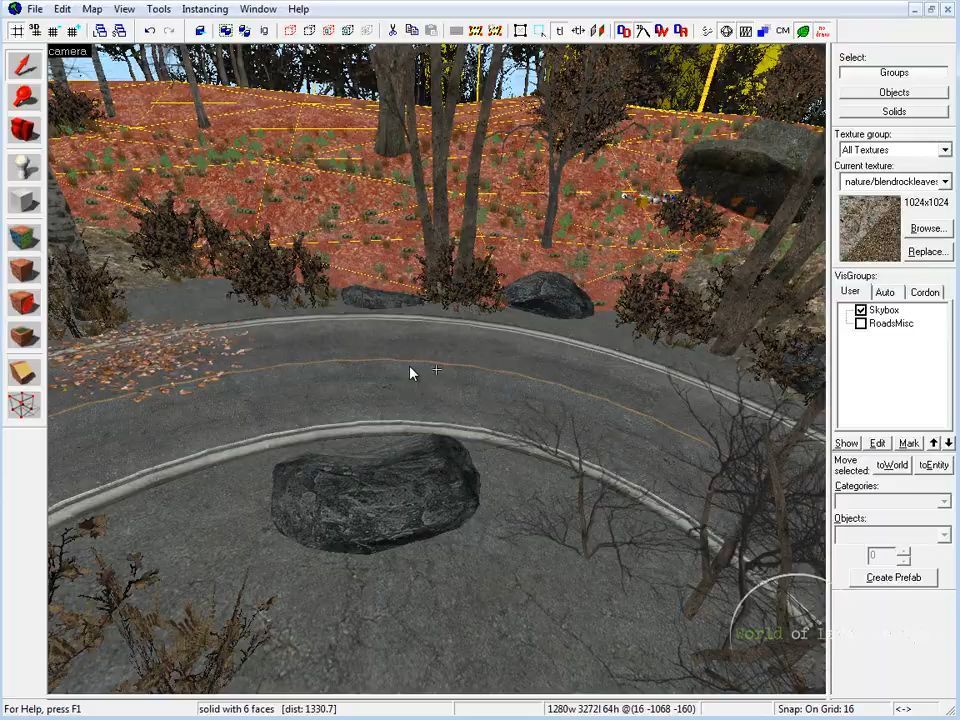 File Edit Map View Tools Instancing Window Help
camera
Select:
Groups
Objects
Solids
Texture group:
All Textures
Current texture:
nature/blendrockleaves
1024x1024
Browse...
Replace...
VisGroups:
User Auto Cordon
Skybox
RoadsMisc
Show Edit Mark
Move selected:
toWorld toEntity
Categories:
Objects:
0
Create Prefab
World of
For Help, press F1
solid with 6 faces [dist: 1330.7]
1280w 3272l 64h @(16 -1068 -160)
Snap: On Grid: 16
<->